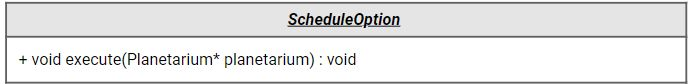 ScheduleOption
+ void execute(Planetarium* planetarium) : void